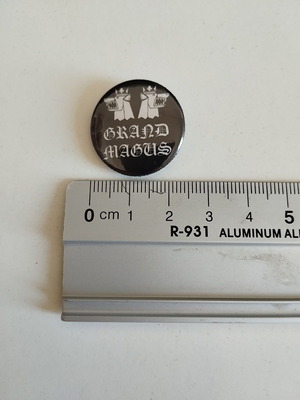 GRAND
MAGUS
0 cm 1 2 3 4 5
R-931 ALUMINUM AL